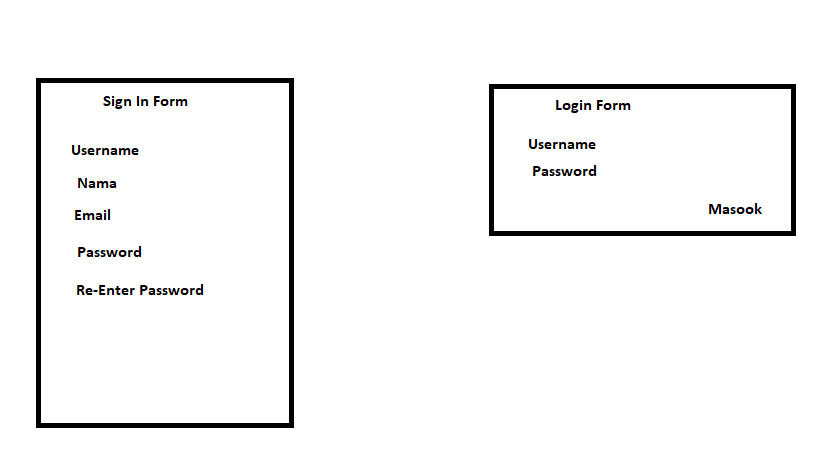 Sign In Form
Username
Nama
Email
Password
Re-Enter Password
Login Form
Username
Password
Masook